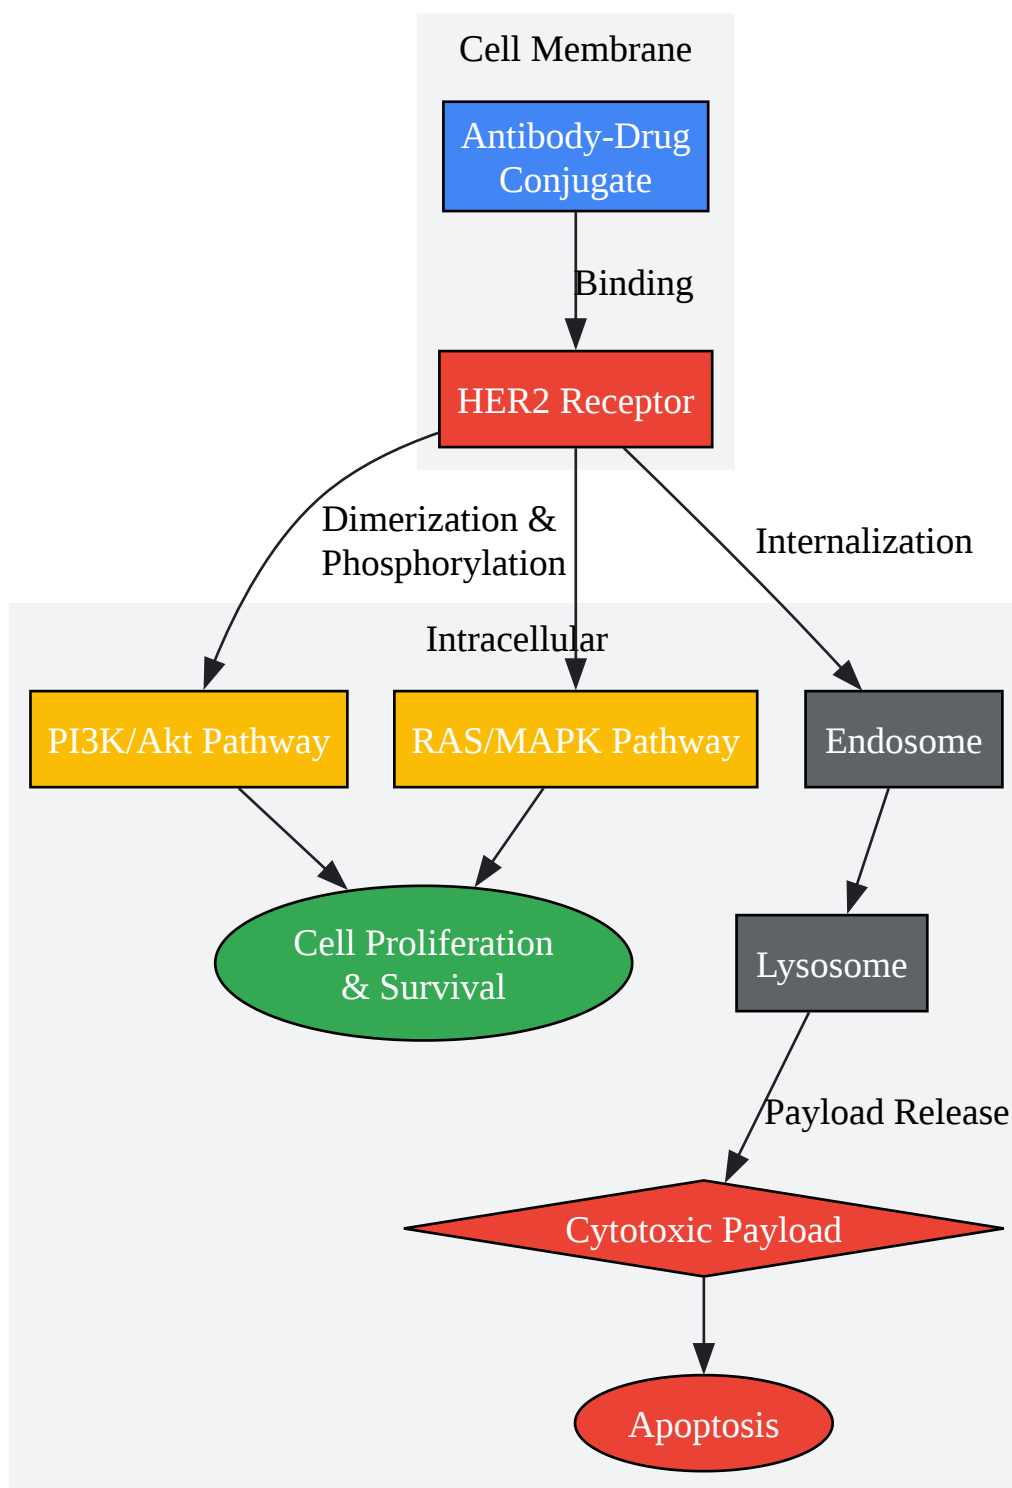 Cell Membrane
Antibody-Drug
Conjugate
Binding
HER2 Receptor
Dimerization &
Phosphorylation
Internalization
Intracellular
PI3K/Akt Pathway
RAS/MAPK Pathway
Endosome
Cell Proliferation
& Survival
Lysosome
Payload Release
Cytotoxic Payload
Apoptosis